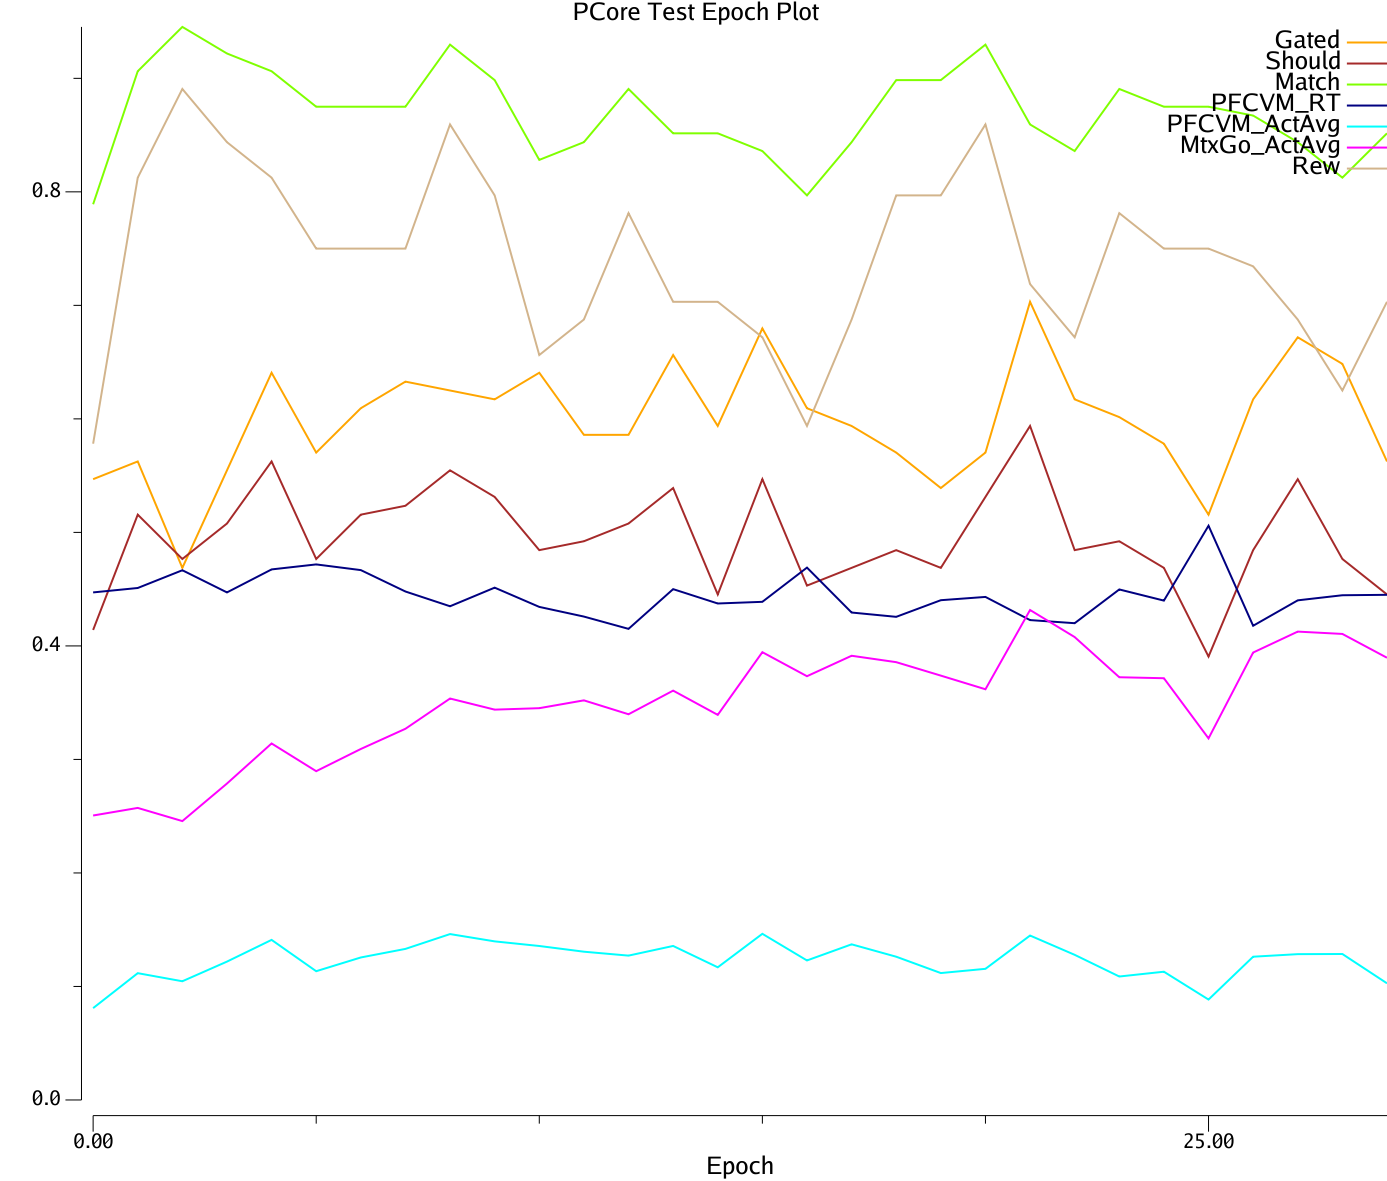 PCore Test Epoch Plot
Gated
Should
Match
PFCVM_RT
PFCVM_ActAvg
MtxGo_ActAvg
Rew
0.8
0.4
0.0
0.00
25.00
Epoch